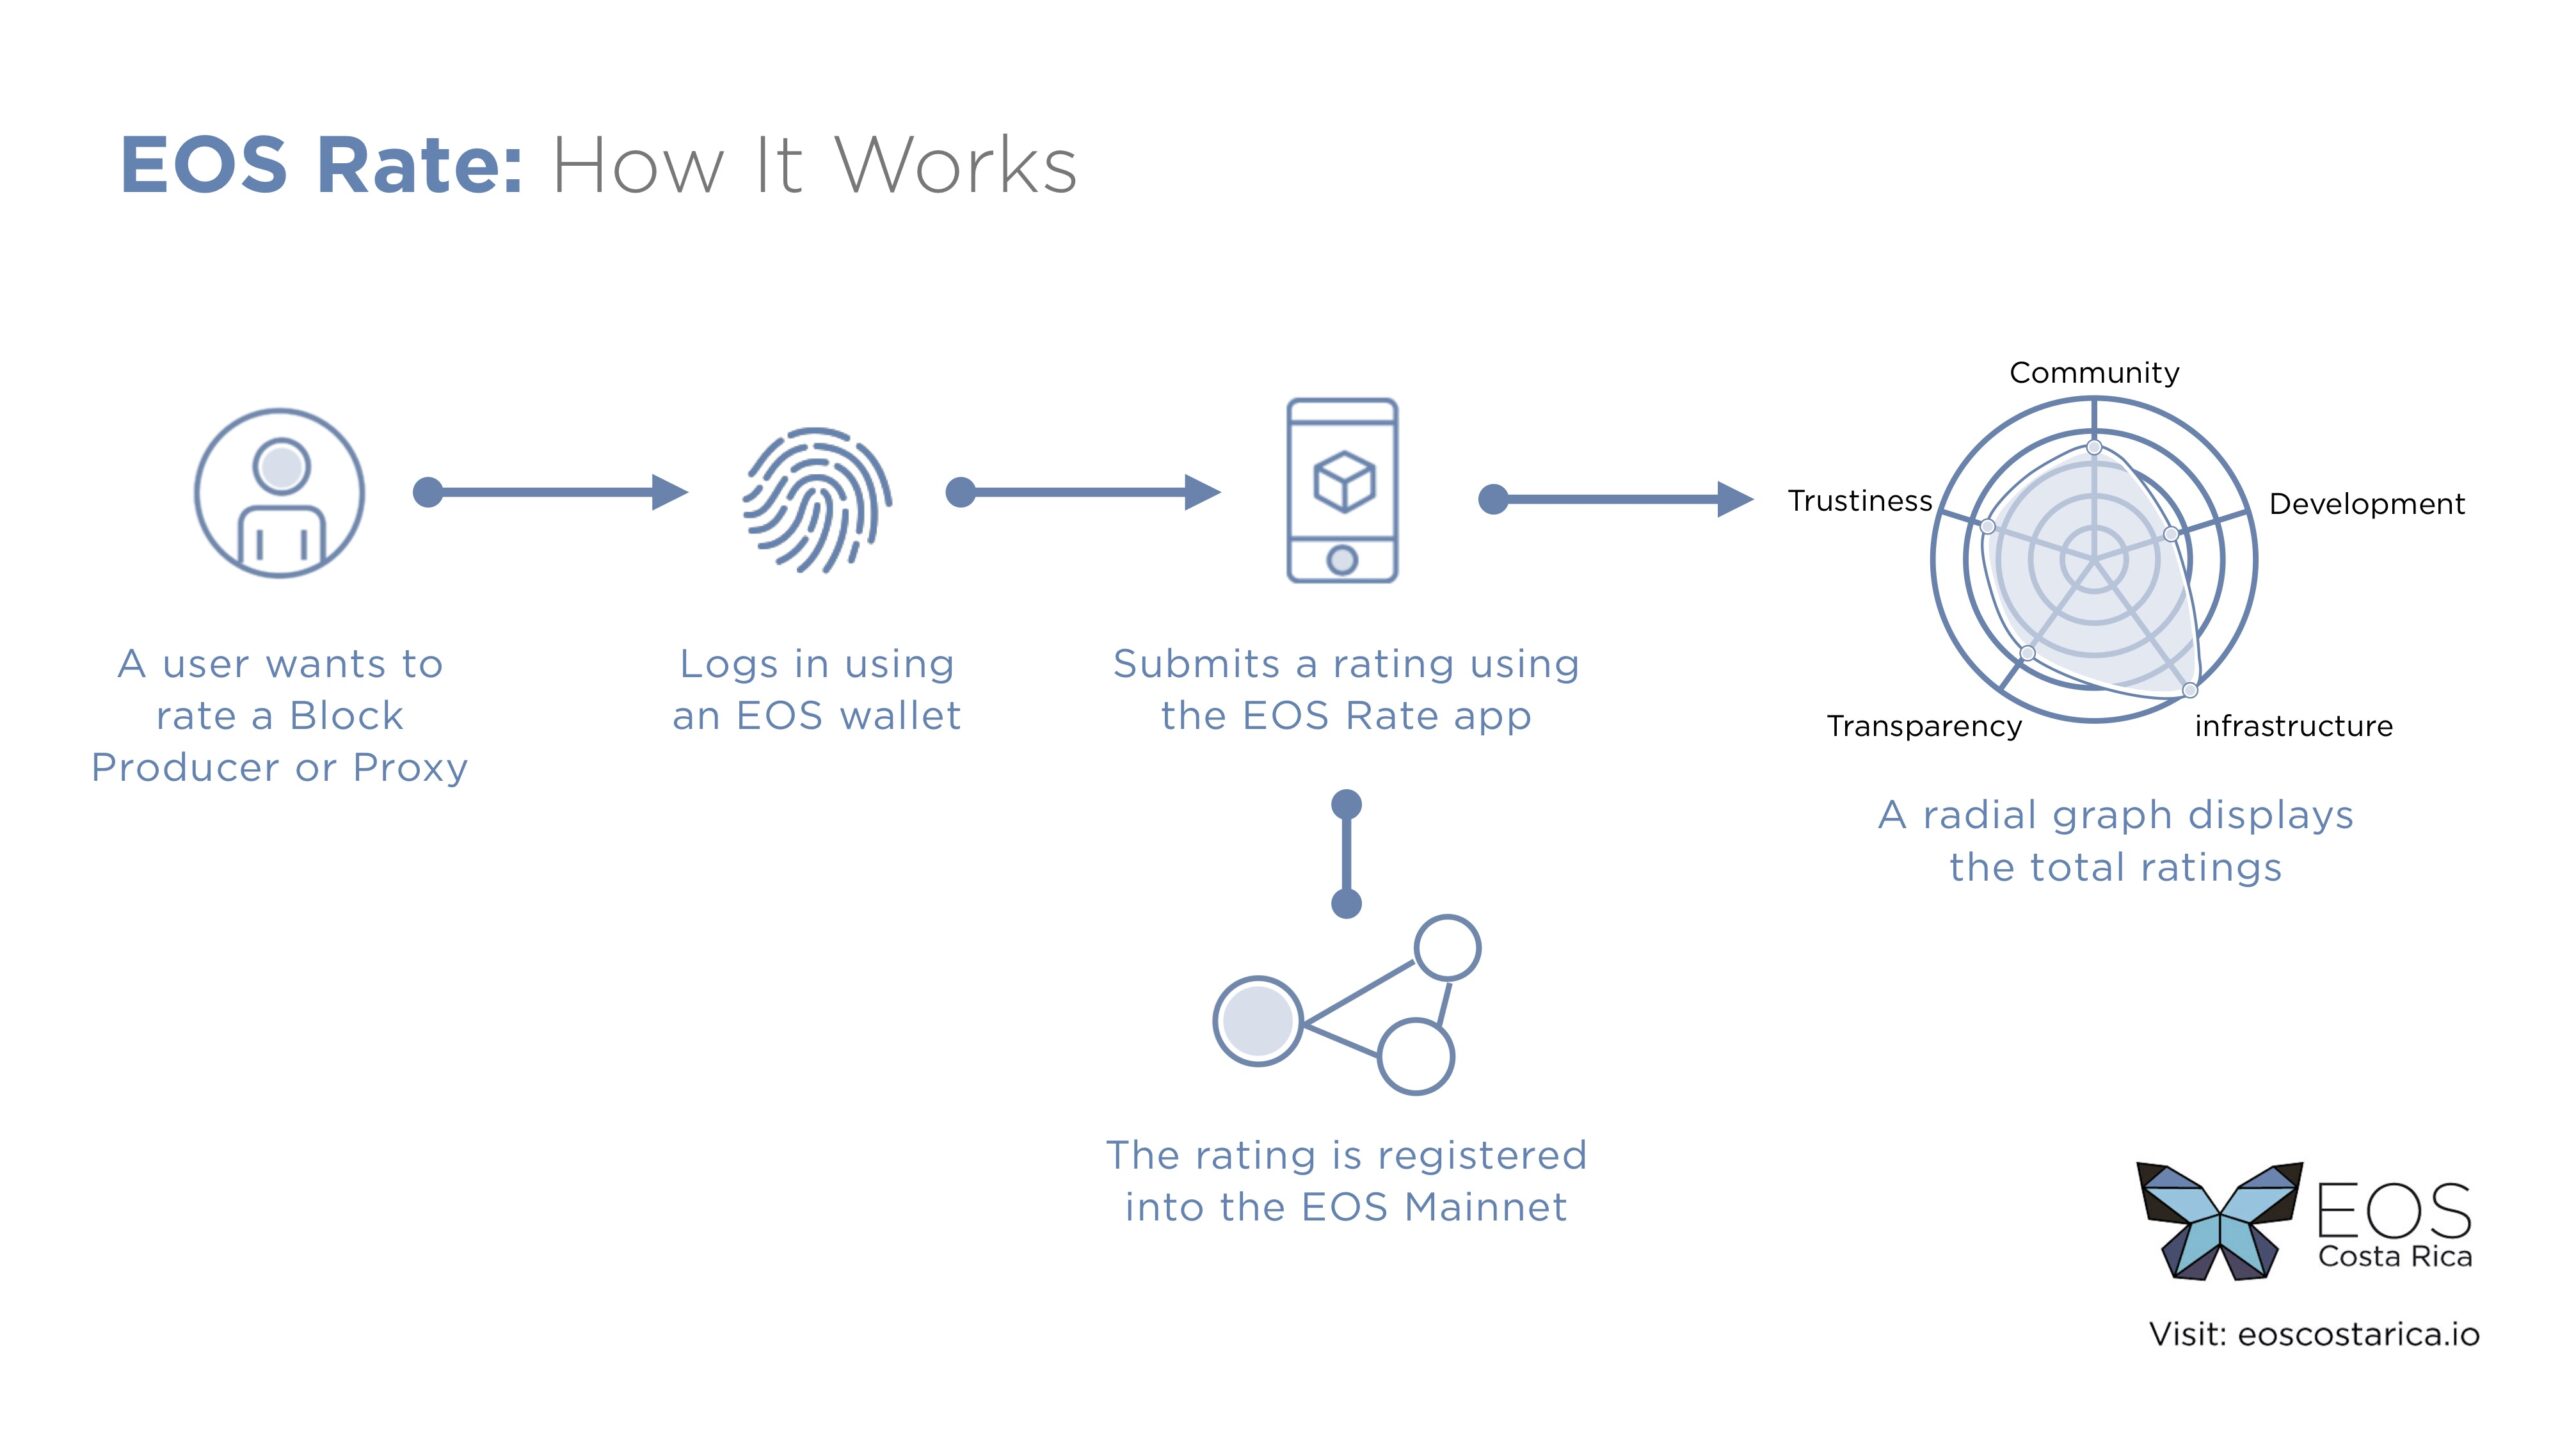 EOS Rate: How It Works
A user wants to
rate a Block
Producer or Proxy
Logs in using
an EOS wallet
Submits a rating using
the EOS Rate app
The rating is registered
into the EOS Mainnet
Community
Trustiness
Development
Transparency
infrastructure
A radial graph displays
the total ratings
EOS
Costa Rica
Visit: eoscostarica.io